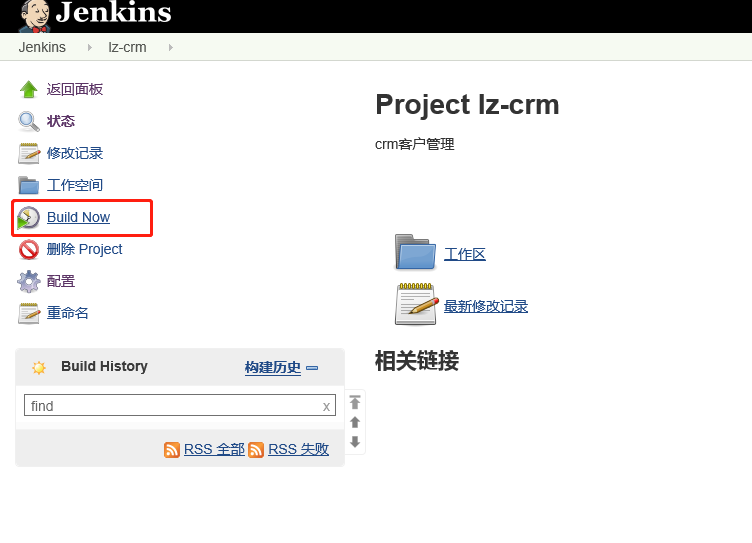 Jenkins
Jenkins lz-crm
返回面板
状态
修改记录
工作空间
Build Now
删除 Project
配置
重命名
Build History 构建历史
find x
RSS 全部 RSS 失败
Project lz-crm
crm客户管理
工作区
最新修改记录
相关链接